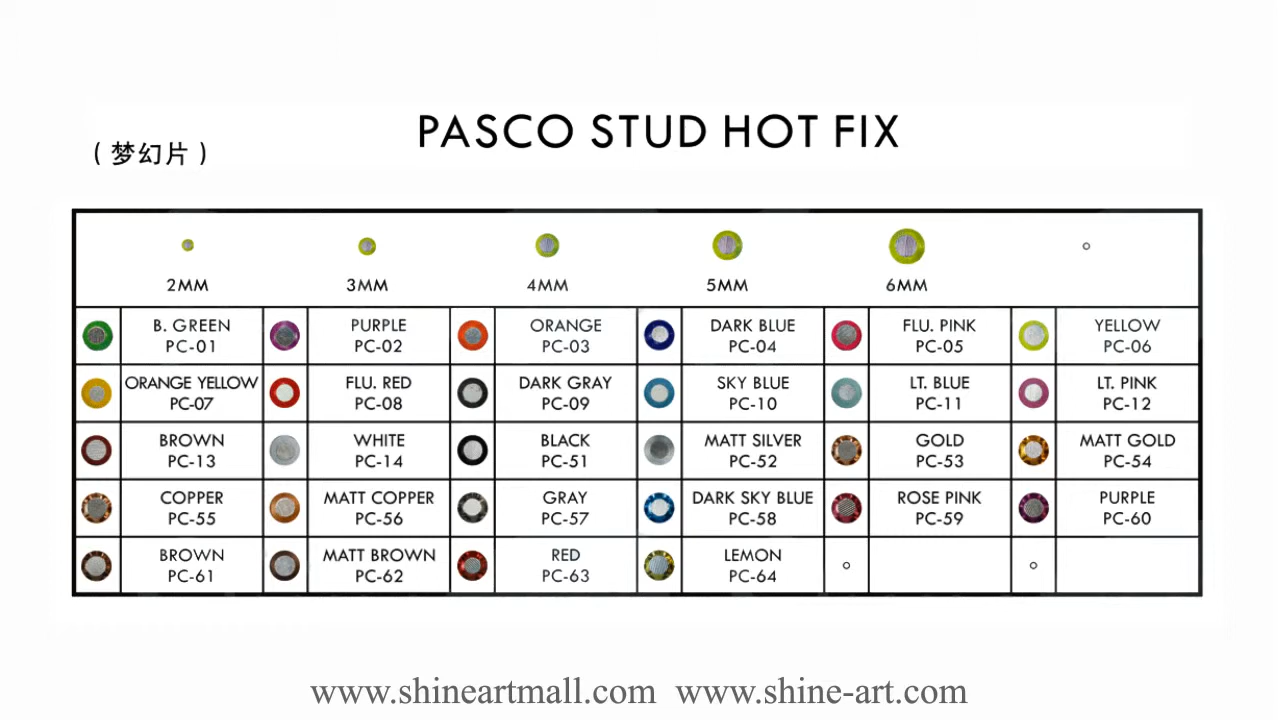 PASCO STUD HOT FIX
(梦幻片)
2MM 3MM 4MM 5MM 6MM
B. GREEN PURPLE ORANGE DARK BLUE FLU. PINK YELLOW
PC-01 PC-02 PC-03 PC-04 PC-05 PC-06
ORANGE YELLOW FLU. RED DARK GRAY SKY BLUE LT. BLUE LT. PINK
PC-07 PC-08 PC-09 PC-10 PC-11 PC-12
BROWN WHITE BLACK MATT SILVER GOLD MATT GOLD
PC-13 PC-14 PC-51 PC-52 PC-53 PC-54
COPPER MATT COPPER GRAY DARK SKY BLUE ROSE PINK PURPLE
PC-55 PC-56 PC-57 PC-58 PC-59 PC-60
BROWN MATT BROWN RED LEMON
PC-61 PC-62 PC-63 PC-64
www.shineartmall.com www.shine-art.com